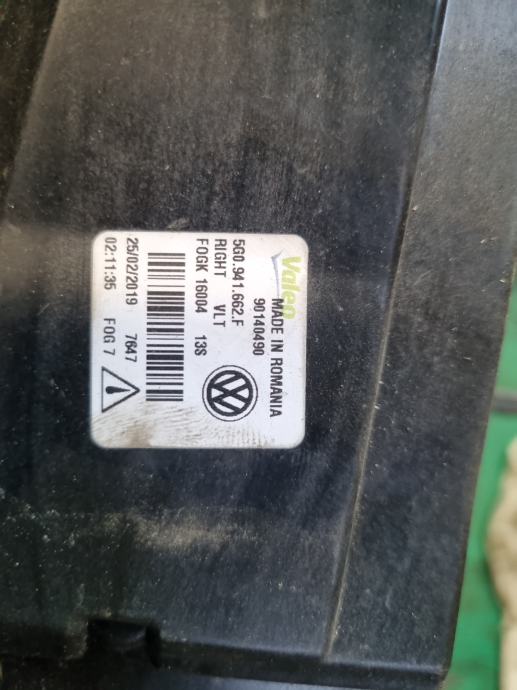 Valeo
MADE IN ROMANIA
90140490
5G0.941.662.F
RIGHT VLT
FOGK 16004 13S
25/02/2019 7647
02:11:35 FOG 7